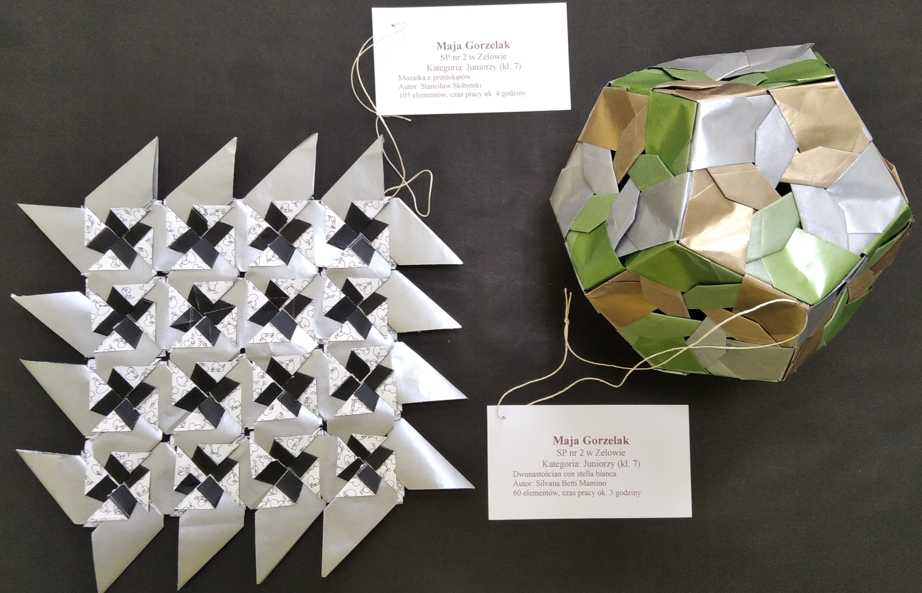 Maja Gorzelak
SP nr 2 w Zelowie
Kategoria: Juniorzy (kl. 7)
Mozaika z prostokątów
Autor: Stanisław Skibiński
105 elementów, czas pracy ok. 4 godziny
Maja Gorzelak
SP nr 2 w Zelowie
Kategoria: Juniorzy (kl. 7)
Dwunastościan con stella bianca
Autor: Silvana Betti Mamino
60 elementów, czas pracy ok. 3 godziny